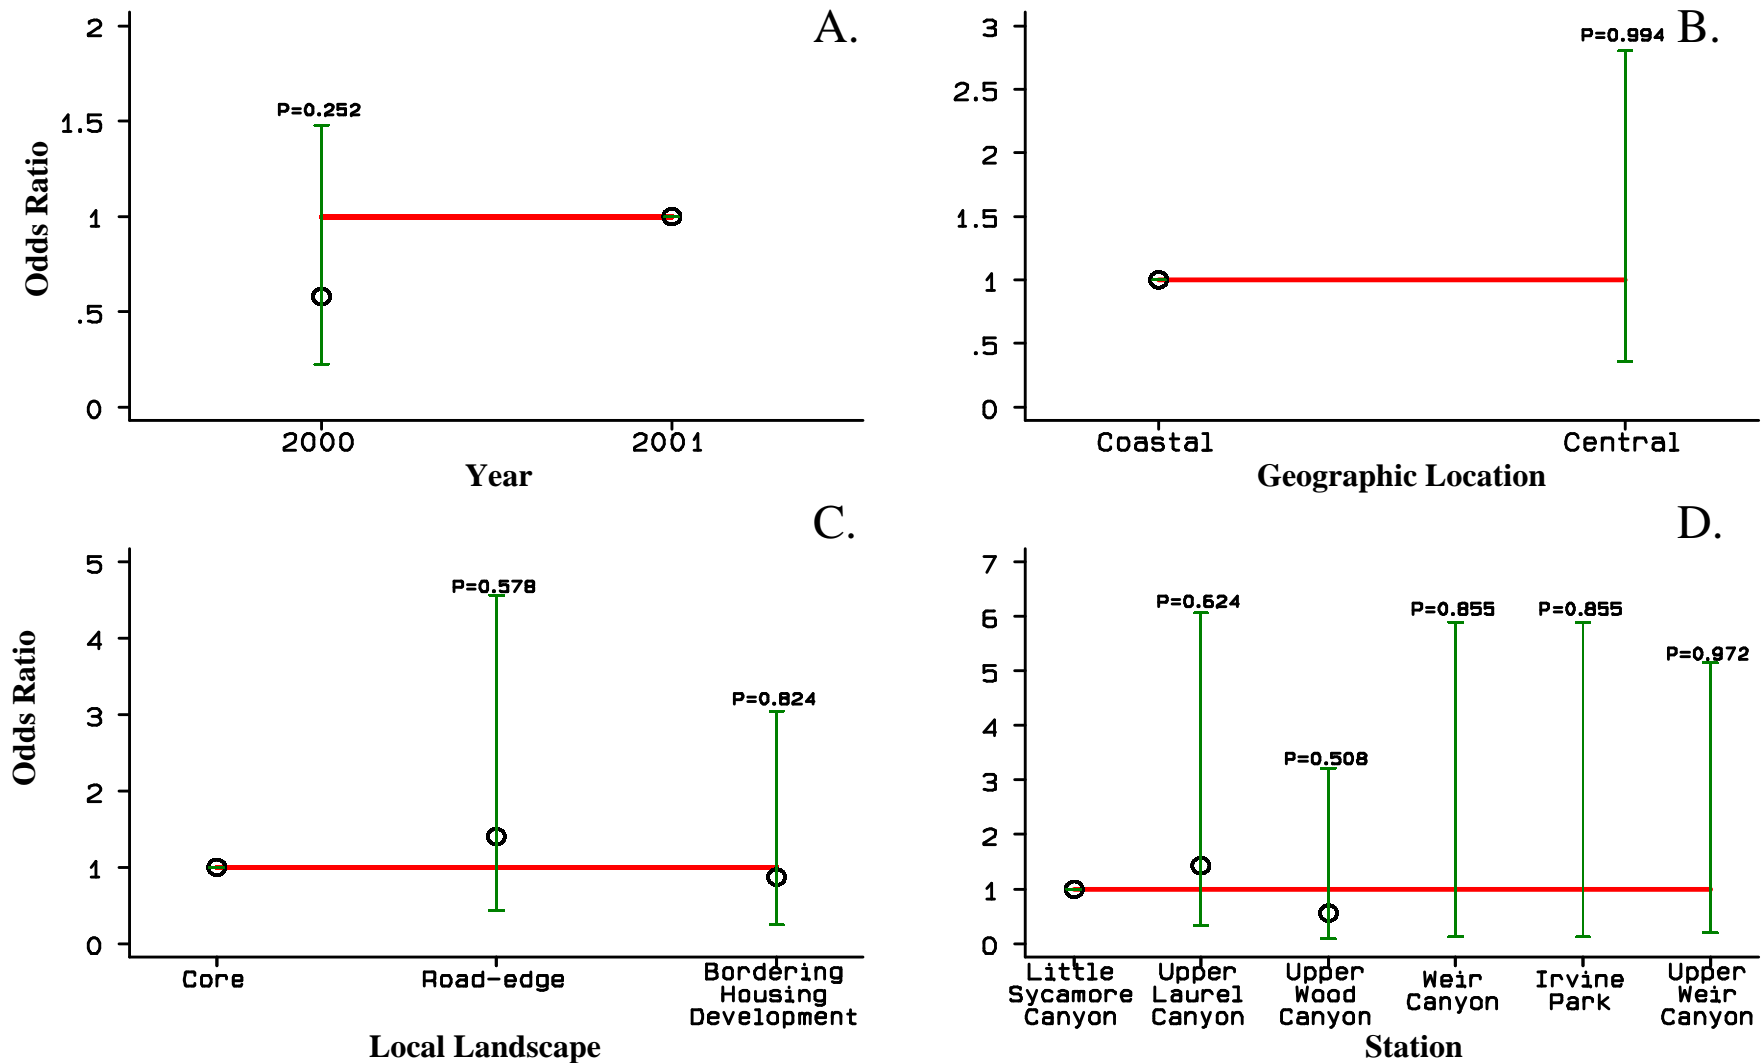 A.
2
P=0.252
1.5
1
.5
0
Odds Ratio
2000
2001
Year
B.
3
P=0.994
2.5
2
1.5
1
.5
0
Coastal
Central
Geographic Location
C.
5
P=0.578
4
P=0.824
3
2
1
0
Odds Ratio
Core
Road-edge
Bordering
Housing
Development
Local Landscape
D.
7
P=0.624
P=0.855
P=0.855
6
P=0.972
5
4
P=0.508
3
2
1
0
Little
Sycamore
Canyon
Upper
Laurel
Canyon
Upper
Wood
Canyon
Weir
Canyon
Irvine
Park
Upper
Weir
Canyon
Station